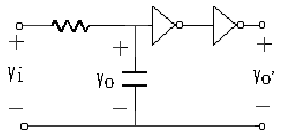 + + +
Vi Vo Vo'
− − −